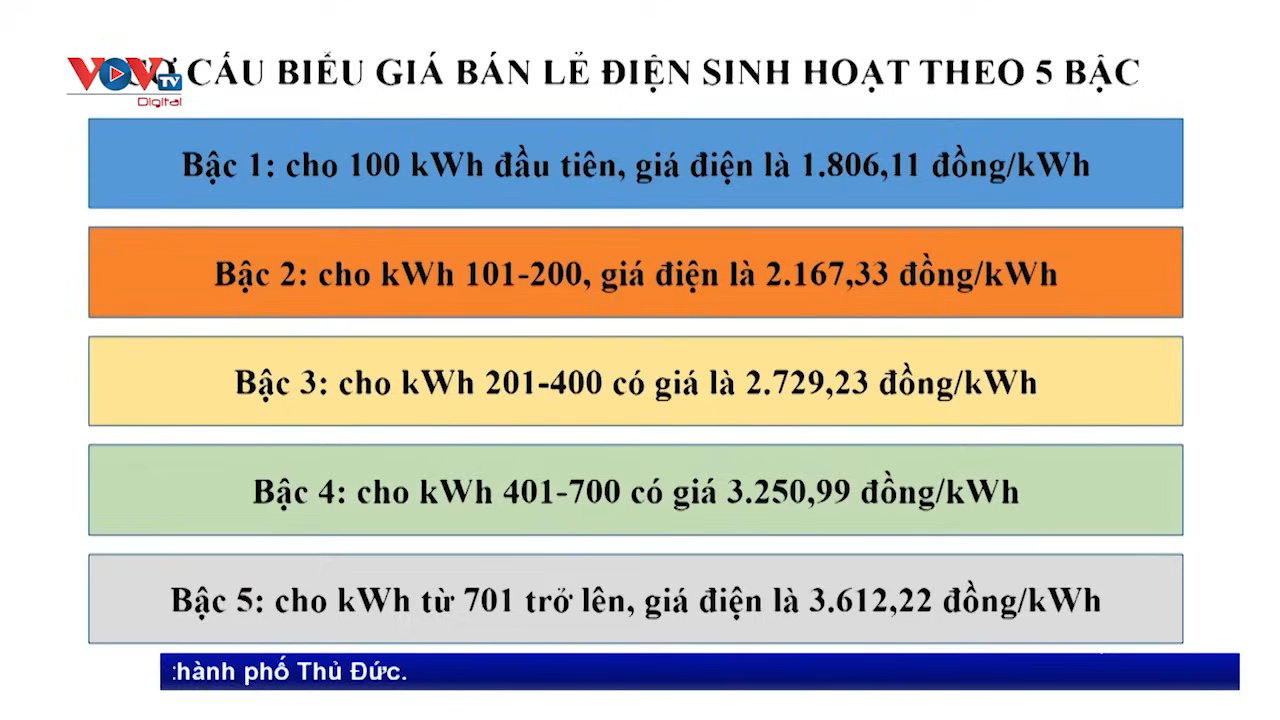 VOV TV
Digital
CƠ CẤU BIỂU GIÁ BÁN LẺ ĐIỆN SINH HOẠT THEO 5 BẬC
Bậc 1: cho 100 kWh đầu tiên, giá điện là 1.806,11 đồng/kWh
Bậc 2: cho kWh 101-200, giá điện là 2.167,33 đồng/kWh
Bậc 3: cho kWh 201-400 có giá là 2.729,23 đồng/kWh
Bậc 4: cho kWh 401-700 có giá 3.250,99 đồng/kWh
Bậc 5: cho kWh từ 701 trở lên, giá điện là 3.612,22 đồng/kWh
thành phố Thủ Đức.